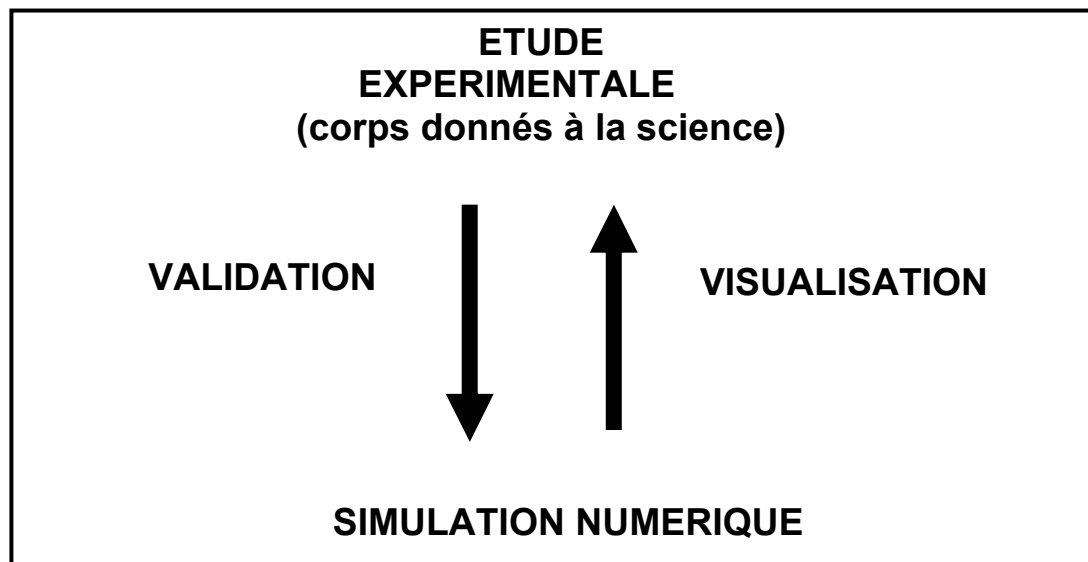 ETUDE
EXPERIMENTALE
(corps donnés à la science)
VALIDATION
VISUALISATION
SIMULATION NUMERIQUE